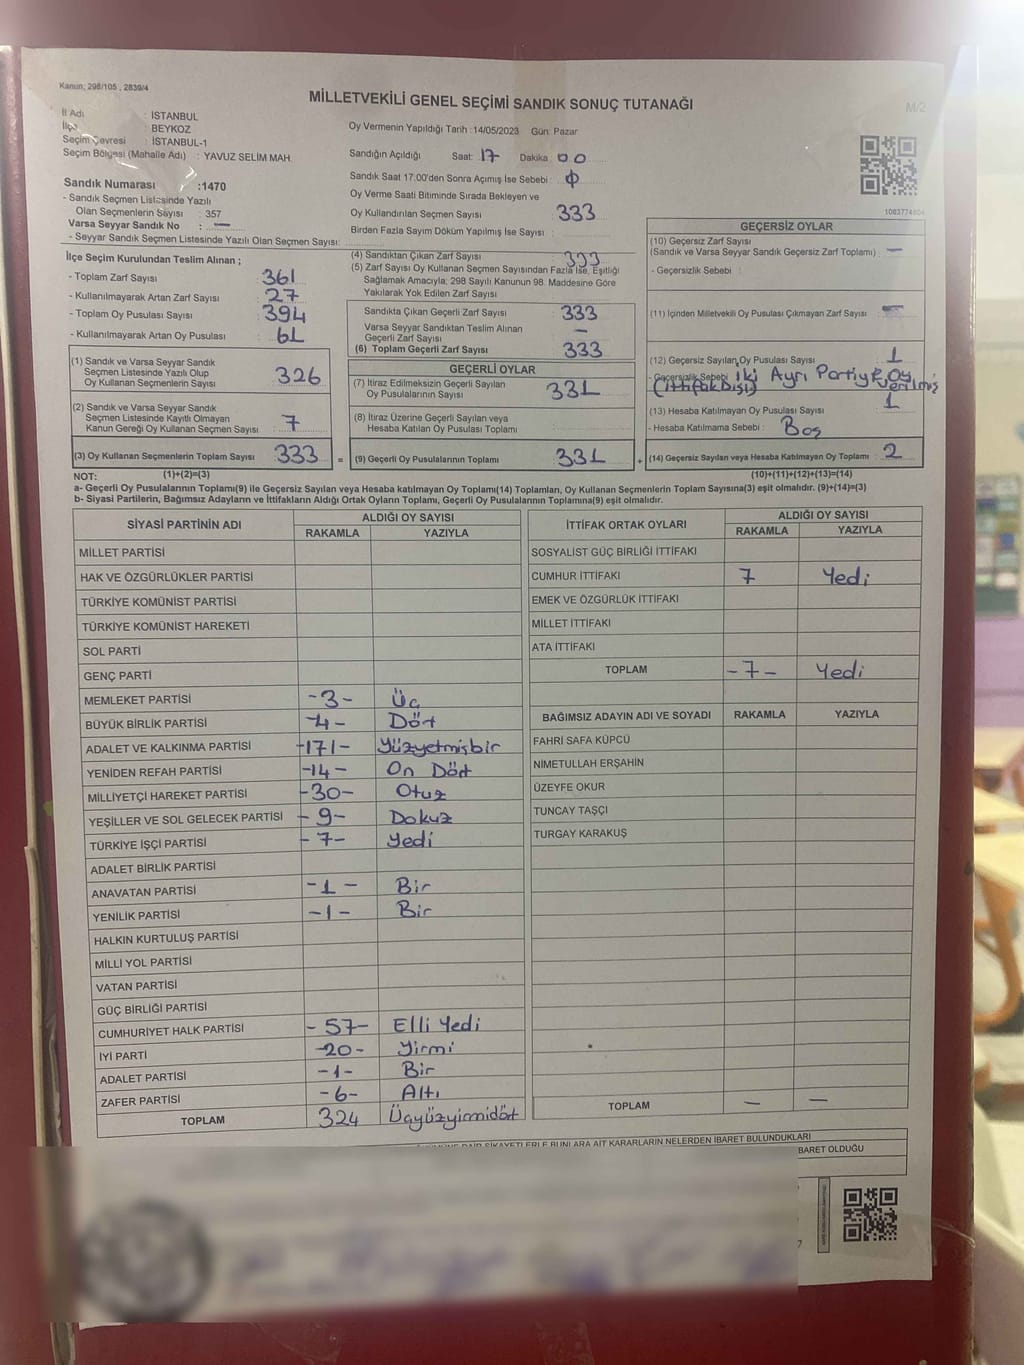 Kanun; 298/105 , 2839/4
MİLLETVEKİLİ GENEL SEÇİMİ SANDIK SONUÇ TUTANAĞI
M/2
İl Adı : İSTANBUL
İlçe : BEYKOZ
Seçim Çevresi : İSTANBUL-1
Seçim Bölgesi (Mahalle Adı) : YAVUZ SELİM MAH.
Oy Vermenin Yapıldığı Tarih :14/05/2023 Gün: Pazar
Sandığın Açıldığı Saat: 17 Dakika: 00
Sandık Saat 17.00'den Sonra Açımış İse Sebebi :
Oy Verme Saati Bitiminde Sırada Bekleyen ve
Oy Kullandırılan Seçmen Sayısı 333
Birden Fazla Sayım Döküm Yapılmış İse Sayısı :
Sandık Numarası :1470
- Sandık Seçmen Listesinde Yazılı
Olan Seçmenlerin Sayısı : 357
Varsa Seyyar Sandık No : —
- Seyyar Sandık Seçmen Listesinde Yazılı Olan Seçmen Sayısı:
İlçe Seçim Kurulundan Teslim Alınan ;
- Toplam Zarf Sayısı 361
- Kullanılmayarak Artan Zarf Sayısı 27
- Toplam Oy Pusulası Sayısı 394
- Kullanılmayarak Artan Oy Pusulası 61
(1) Sandık ve Varsa Seyyar Sandık
Seçmen Listesinde Yazılı Olup
Oy Kullanan Seçmenlerin Sayısı 326
(2) Sandık ve Varsa Seyyar Sandık
Seçmen Listesinde Kayıtlı Olmayan
Kanun Gereği Oy Kullanan Seçmen Sayısı 7
(3) Oy Kullanan Seçmenlerin Toplam Sayısı 333
(4) Sandıktan Çıkan Zarf Sayısı 333
(5) Zarf Sayısı Oy Kullanan Seçmen Sayısından Fazla İse, Eşitliği
Sağlamak Amacıyla; 298 Sayılı Kanunun 98. Maddesine Göre
Yakılarak Yok Edilen Zarf Sayısı
Sandıkta Çıkan Geçerli Zarf Sayısı 333
Varsa Seyyar Sandıktan Teslim Alınan
Geçerli Zarf Sayısı —
(6) Toplam Geçerli Zarf Sayısı 333
GEÇERLİ OYLAR
(7) İtiraz Edilmeksizin Geçerli Sayılan
Oy Pusulasının Sayısı 331
(8) İtiraz Üzerine Geçerli Sayılan veya
Hesaba Katılan Oy Pusulası Toplamı
= (9) Geçerli Oy Pusulalarının Toplamı 331
1083774804
GEÇERSİZ OYLAR
(10) Geçersiz Zarf Sayısı
(Sandık ve Varsa Seyyar Sandık Geçersiz Zarf Toplamı) : —
- Geçersizlik Sebebi :
(11) İçinden Milletvekili Oy Pusulası Çıkmayan Zarf Sayısı :
(12) Geçersiz Sayılan Oy Pusulası Sayısı : 1
- Geçersizlik Sebebi : İki Ayrı Partiye Oy Verilmiş
(İttifak Dışı)
(13) Hesaba Katılmayan Oy Pusulası Sayısı : 1
- Hesaba Katılmama Sebebi : Boş
+ (14) Geçersiz Sayılan veya Hesaba Katılmayan Oy Toplamı : 2
NOT: (1)+(2)=(3) (10)+(11)+(12)+(13)=(14)
a- Geçerli Oy Pusulalarının Toplamı(9) ile Geçersiz Sayılan veya Hesaba katılmayan Oy Toplamı(14) Toplamları, Oy Kullanan Seçmenlerin Toplam Sayısına(3) eşit olmalıdır. (9)+(14)=(3)
b- Siyasi Partilerin, Bağımsız Adayların ve İttifakların Aldığı Ortak Oyların Toplamı, Geçerli Oy Pusulalarının Toplamına(9) eşit olmalıdır.
SİYASİ PARTİNİN ADI ALDIĞI OY SAYISI
RAKAMLA YAZIYLA
MİLLET PARTİSİ
HAK VE ÖZGÜRLÜKLER PARTİSİ
TÜRKİYE KOMÜNİST PARTİSİ
TÜRKİYE KOMÜNİST HAREKETİ
SOL PARTİ
GENÇ PARTİ
MEMLEKET PARTİSİ -3- Üç
BÜYÜK BİRLİK PARTİSİ -4- Dört
ADALET VE KALKINMA PARTİSİ -171- Yüzyetmişbir
YENİDEN REFAH PARTİSİ -14- On Dört
MİLLİYETÇİ HAREKET PARTİSİ -30- Otuz
YEŞİLLER VE SOL GELECEK PARTİSİ -9- Dokuz
TÜRKİYE İŞÇİ PARTİSİ -7- Yedi
ADALET BİRLİK PARTİSİ
ANAVATAN PARTİSİ -1- Bir
YENİLİK PARTİSİ -1- Bir
HALKIN KURTULUŞ PARTİSİ
MİLLİ YOL PARTİSİ
VATAN PARTİSİ
GÜÇ BİRLİĞİ PARTİSİ
CUMHURİYET HALK PARTİSİ -57- Elli Yedi
İYİ PARTİ -20- Yirmi
ADALET PARTİSİ -1- Bir
ZAFER PARTİSİ -6- Altı
TOPLAM 324 Üçyüzyirmidört
İTTİFAK ORTAK OYLARI ALDIĞI OY SAYISI
RAKAMLA YAZIYLA
SOSYALİST GÜÇ BİRLİĞİ İTTİFAKI
CUMHUR İTTİFAKI 7 Yedi
EMEK VE ÖZGÜRLÜK İTTİFAKI
MİLLET İTTİFAKI
ATA İTTİFAKI
TOPLAM -7- Yedi
BAĞIMSIZ ADAYIN ADI VE SOYADI RAKAMLA YAZIYLA
FAHRİ SAFA KÜPCÜ
NİMETULLAH ERŞAHİN
ÜZEYFE OKUR
TUNCAY TAŞÇI
TURGAY KARAKUŞ
TOPLAM — —
DAİR ŞİKAYETLERLE BUNLARA AİT KARARLARIN NELERDEN İBARET BULUNDUKLARI
BARET OLDUĞU